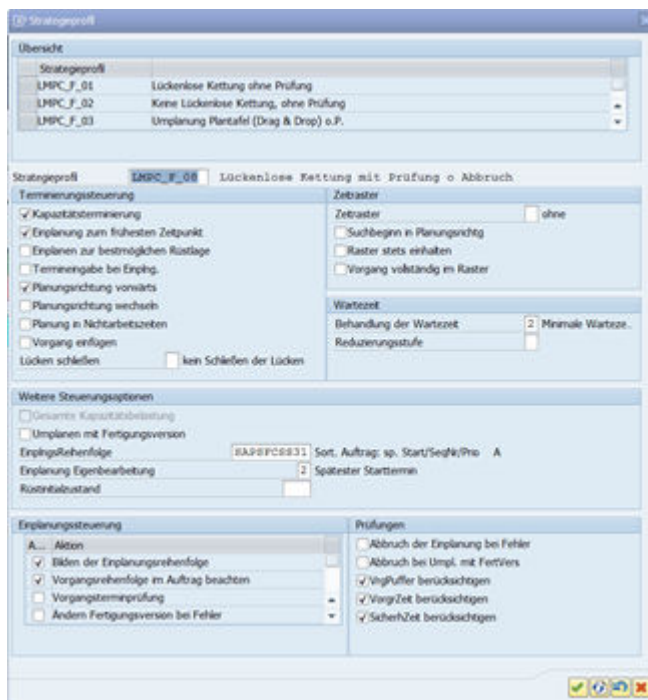 Strategieprofil
Übersicht
Strategieprofil
LMPC_F_01 Lückenlose Kettung ohne Prüfung
LMPC_F_02 Keine Lückenlose Kettung, ohne Prüfung
LMPC_F_03 Umplanung Plantafel (Drag & Drop) o.P.
Strategieprofil LMPC_F_08 Lückenlose Kettung mit Prüfung o Abbruch
Terminierungssteuerung
Kapazitätsterminierung
Einplanung zum frühesten Zeitpunkt
Einplanen zur bestmöglichen Rüstlage
Termineingabe bei Einplng.
Planungsrichtung vorwärts
Planungsrichtung wechseln
Planung in Nichtarbeitszeiten
Vorgang einfügen
Lücken schließen kein Schließen der Lücken
Zeitraster
Zeitraster ohne
Suchbeginn in Planungsrichtg
Raster stets einhalten
Vorgang vollständig im Raster
Wartezeit
Behandlung der Wartezeit 2 Minimale Warteze..
Reduzierungsstufe
Weitere Steuerungsoptionen
Gesamte Kapazitätsbelastung
Umplanen mit Fertigungsversion
EinplngsReihenfolge SAPSFCSS31 Sort. Auftrag: sp. Start/SeqNr/Prio A
Einplanung Eigenbearbeitung 2 Spätester Starttermin
Rüstinitialzustand
Einplanungssteuerung
A... Aktion
Bilden der Einplanungsreihenfolge
Vorgangsreihenfolge im Auftrag beachten
Vorgangsterminprüfung
Ändern Fertigungsversion bei Fehler
Prüfungen
Abbruch der Einplanung bei Fehler
Abbruch bei Umpl. mit FertVers
VrgPuffer berücksichtigen
VorgrZeit berücksichtigen
SicherhZeit berücksichtigen